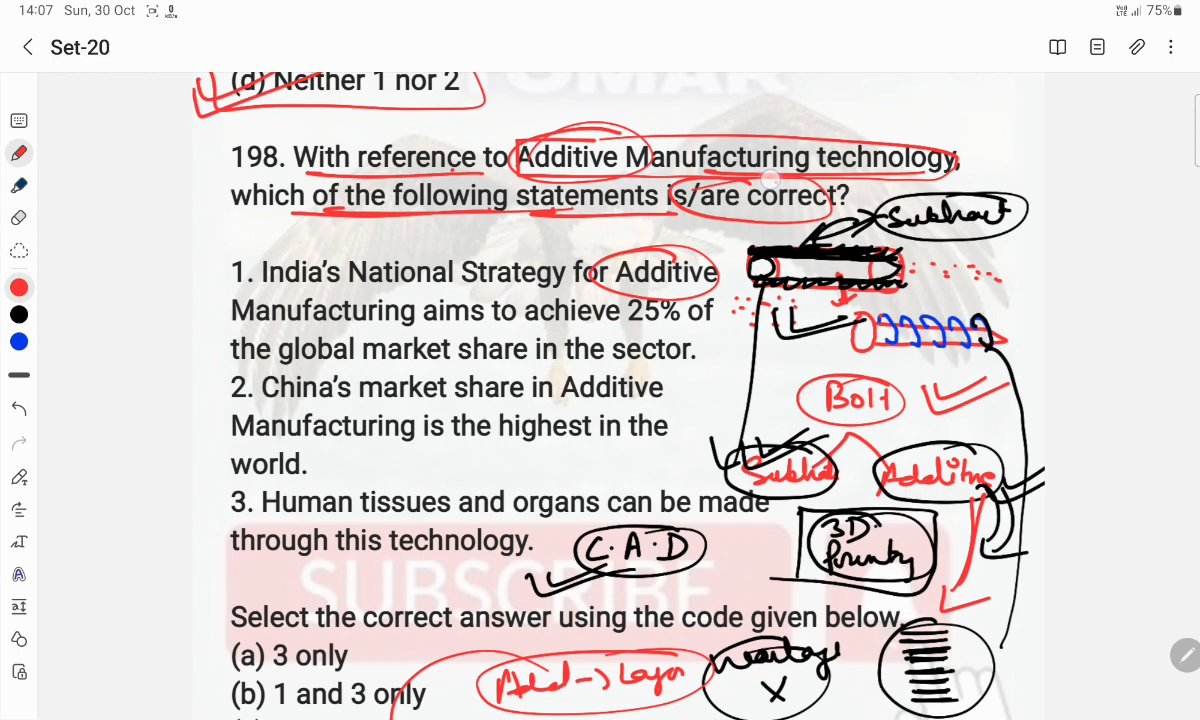 14:07 Sun, 30 Oct
75%
Set-20
(d) Neither 1 nor 2
198. With reference to Additive Manufacturing technology,
which of the following statements is/are correct?
Subtract
1. India's National Strategy for Additive
Manufacturing aims to achieve 25% of
the global market share in the sector.
2. China's market share in Additive
Manufacturing is the highest in the
world.
Bolt
Additive
3. Human tissues and organs can be made
through this technology.
C.A.D
3D
SUBSCRIBE
Select the correct answer using the code given below.
(a) 3 only
(b) 1 and 3 only
Add → Layer
wastage
X